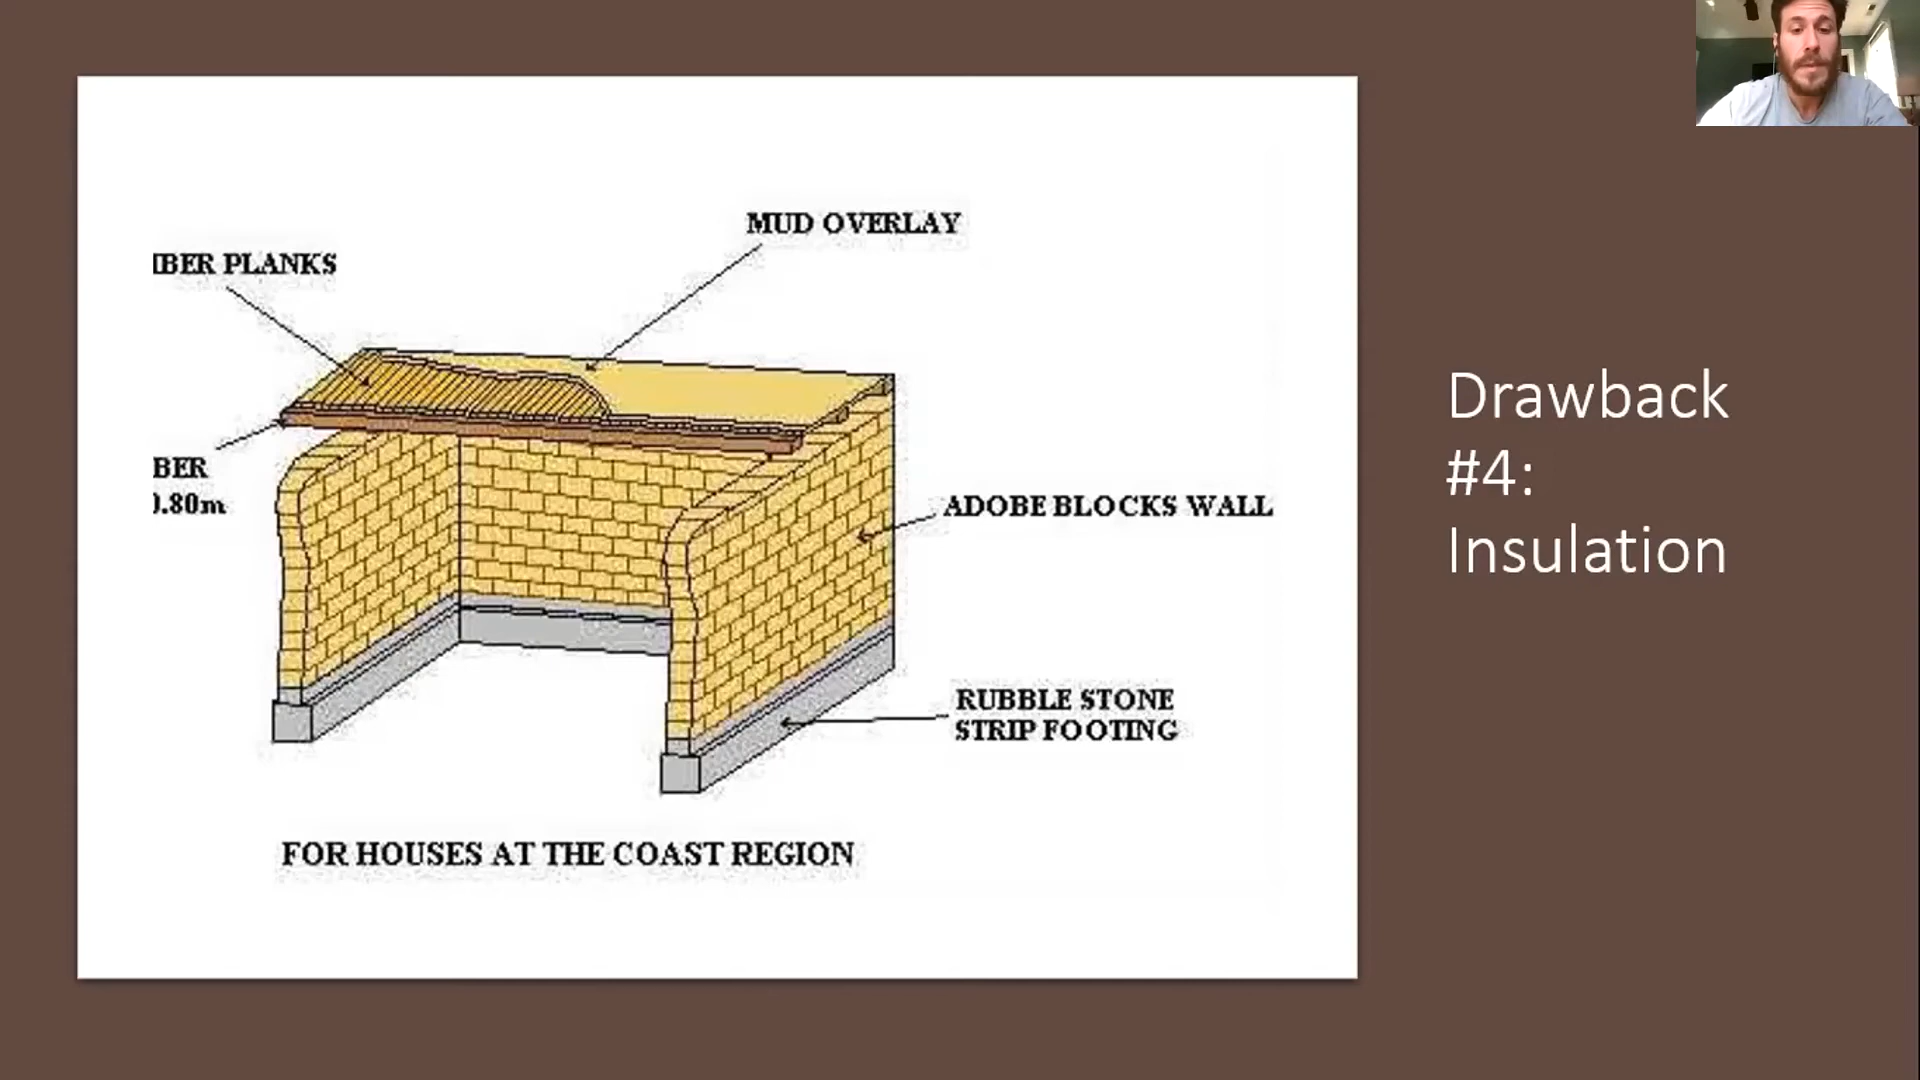 MUD OVERLAY
IBER PLANKS
BER
0.80m
ADOBE BLOCKS WALL
RUBBLE STONE
STRIP FOOTING
FOR HOUSES AT THE COAST REGION
Drawback
#4:
Insulation